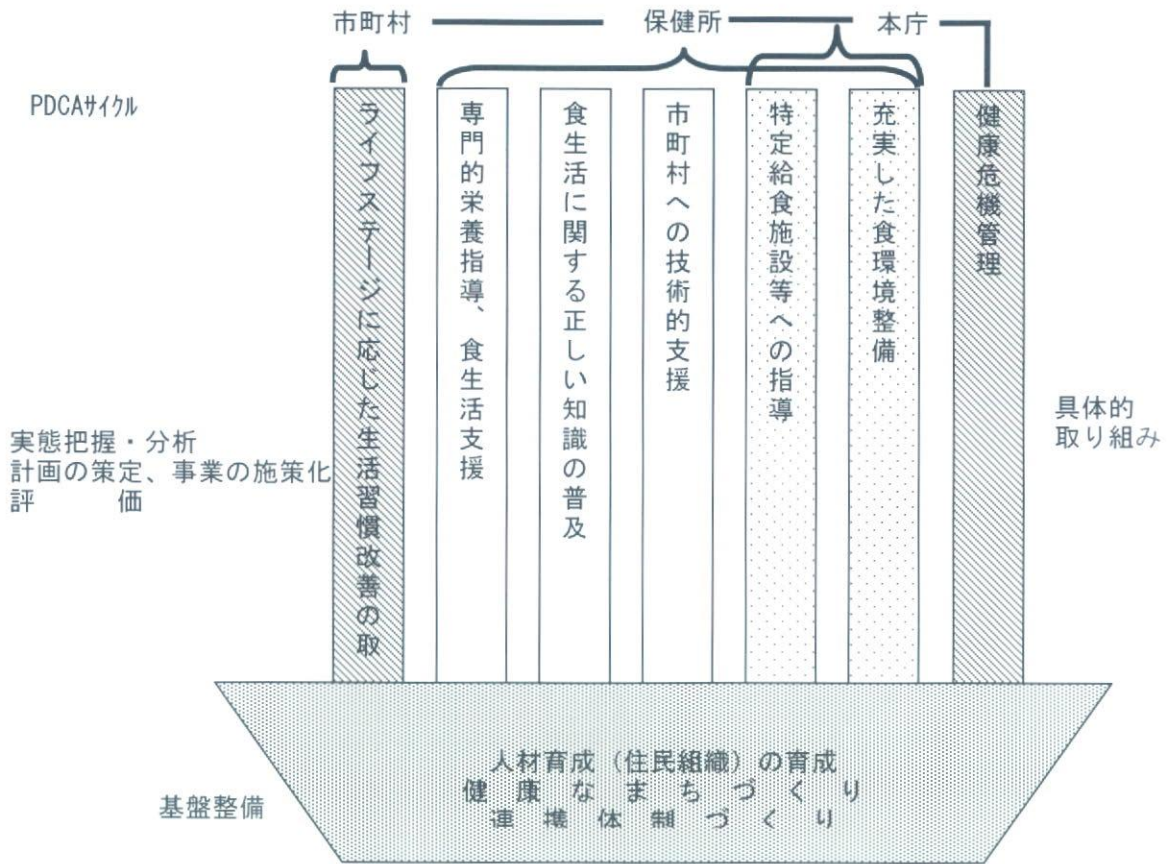 市町村 保健所 本庁
PDCAサイクル
ライフステージに応じた生活習慣改善の取
専門的栄養指導、食生活支援
食生活に関する正しい知識の普及
市町村への技術的支援
特定給食施設等への指導
充実した食環境整備
健康危機管理
実態把握・分析
計画の策定、事業の施策化
評 価
具体的
取り組み
人材育成(住民組織)の育成
健康なまちづくり
連携体制づくり
基盤整備